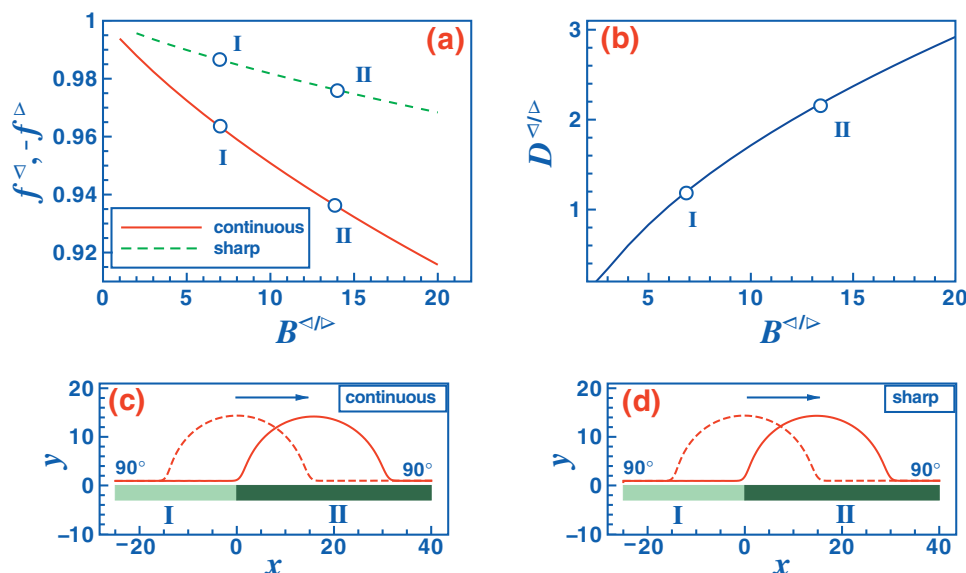 (a)
1
0.98
0.96
0.94
0.92
f^◁, -f^Δ
I
II
I
II
continuous
sharp
0 5 10 15 20
B^◁/▷
(b)
3
2
1
D^◁/▷
I
II
5 10 15 20
B^◁/▷
(c)
continuous
20
10
0
−10
y
90°
90°
I
II
−20 0 20 40
x
(d)
sharp
20
10
0
−10
y
90°
90°
I
II
−20 0 20 40
x